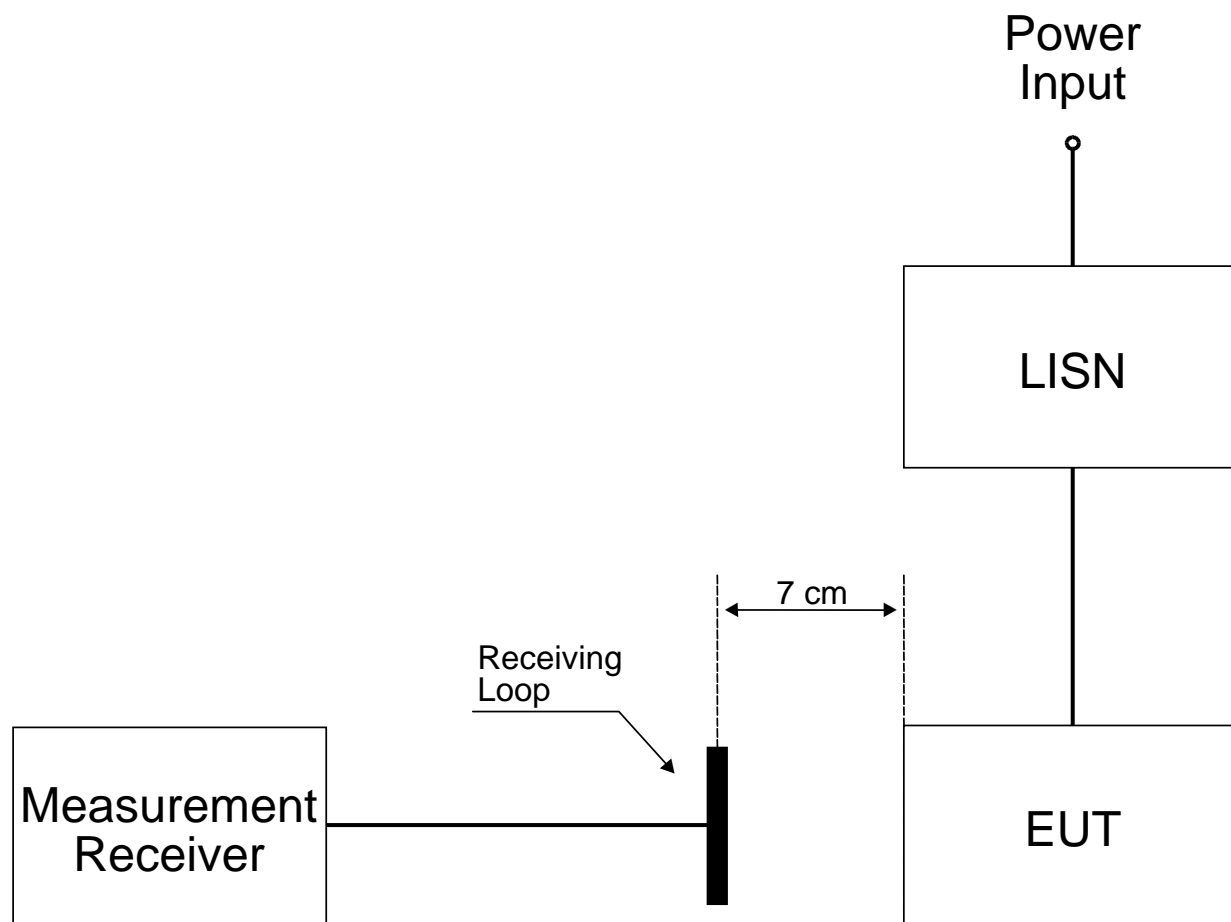 Power
Input
LISN
7 cm
Receiving
Loop
Measurement
Receiver
EUT